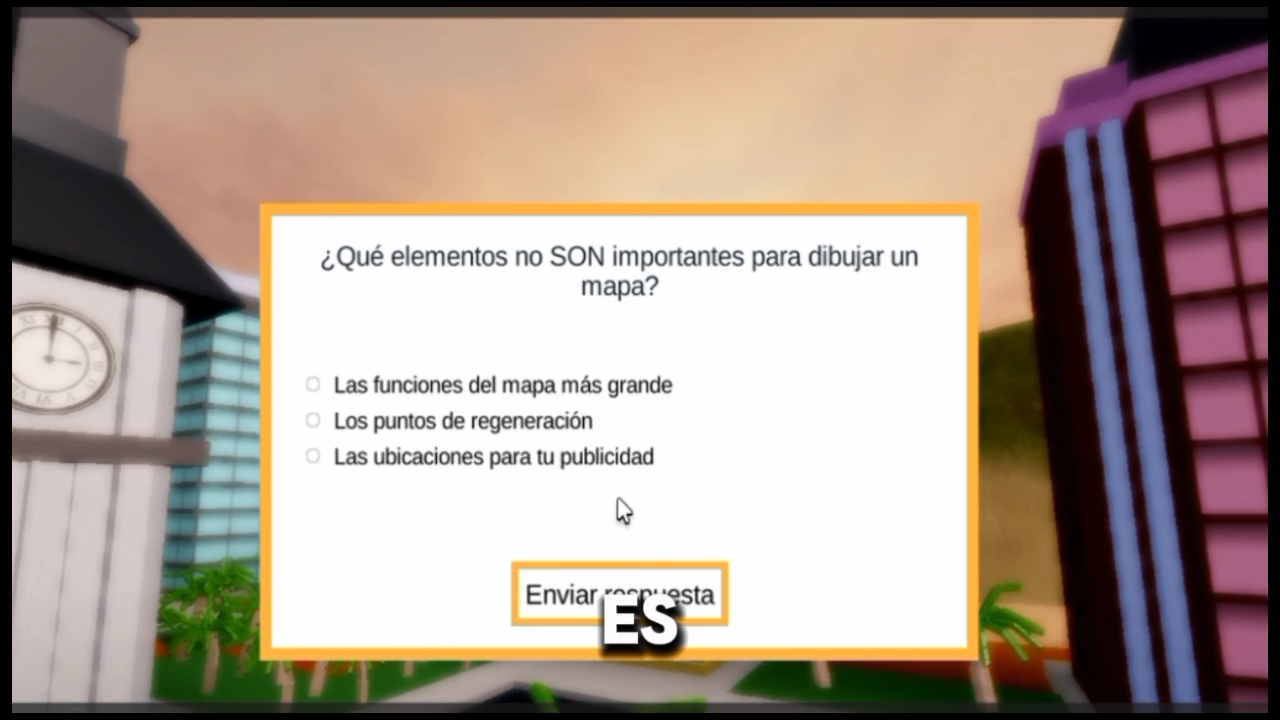 ¿Qué elementos no SON importantes para dibujar un
mapa?
Las funciones del mapa más grande
Los puntos de regeneración
Las ubicaciones para tu publicidad
Enviar respuesta
ES